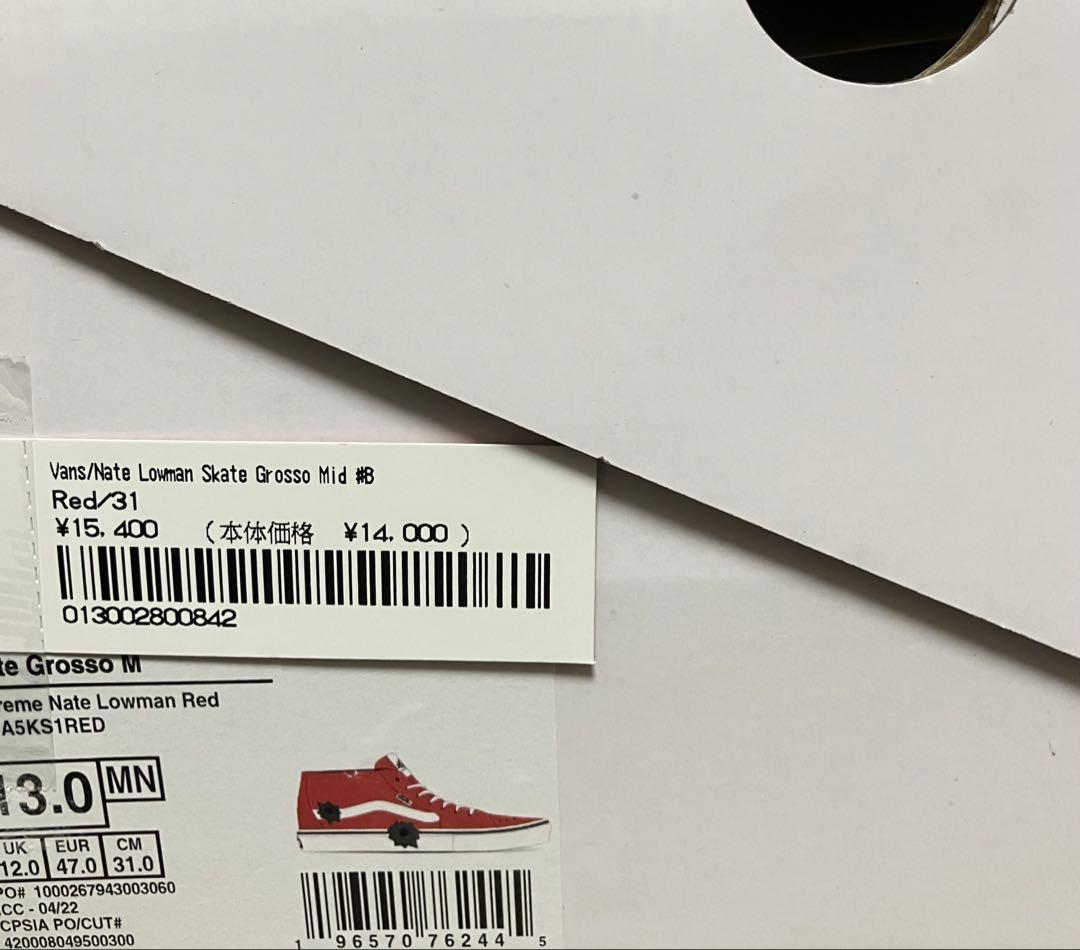 Vans/Nate Lowman Skate Grosso Mid #B
Red/31
¥15,400 (本体価格 ¥14,000 )
013002800842
te Grosso M
reme Nate Lowman Red
A5KS1RED
13.0 MN
UK EUR CM
12.0 47.0 31.0
PO# 1000267943003060
CC - 04/22
CPSIA PO/CUT#
420008049500300
1 96570 76244 5